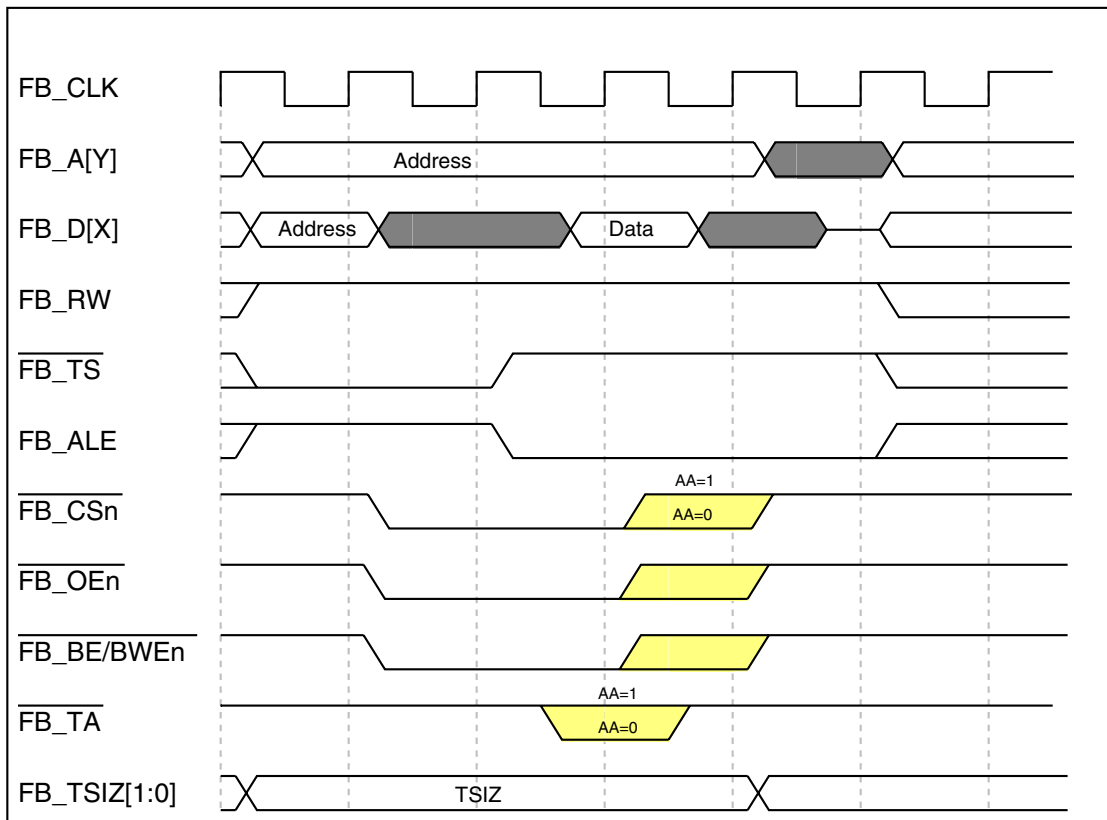 FB_CLK
FB_A[Y]
Address
FB_D[X]
Address
Data
FB_RW
FB_TS
FB_ALE
AA=1
FB_CSn
AA=0
FB_OEn
FB_BE/BWEn
AA=1
FB_TA
AA=0
FB_TSIZ[1:0]
TSIZ